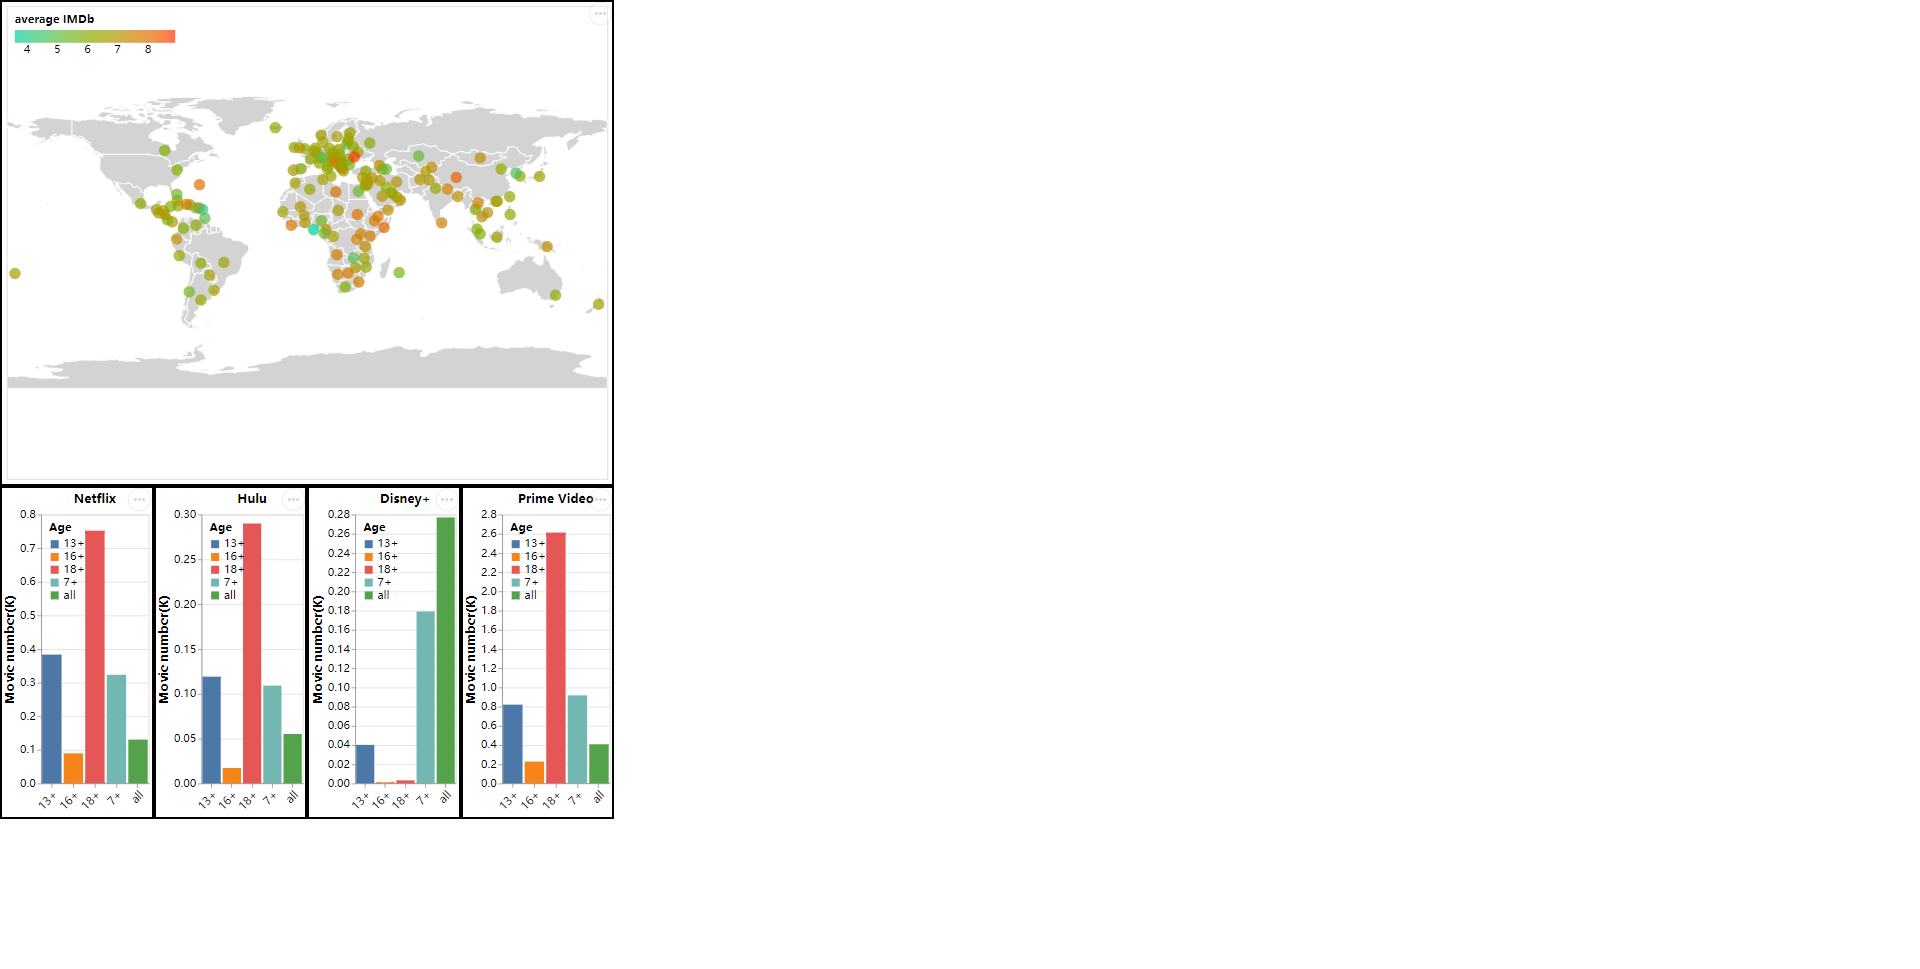 average IMDb
4 5 6 7 8
Netflix
Movie number(K)
0.8
0.7
0.6
0.5
0.4
0.3
0.2
0.1
0.0
Age
13+
16+
18+
7+
all
13+ 16+ 18+ 7+ all
Hulu
Movie number(K)
0.30
0.25
0.20
0.15
0.10
0.05
0.00
Age
13+
16+
18+
7+
all
13+ 16+ 18+ 7+ all
Disney+
Movie number(K)
0.28
0.26
0.24
0.22
0.20
0.18
0.16
0.14
0.12
0.10
0.08
0.06
0.04
0.02
0.00
Age
13+
16+
18+
7+
all
13+ 16+ 18+ 7+ all
Prime Video
Movie number(K)
2.8
2.6
2.4
2.2
2.0
1.8
1.6
1.4
1.2
1.0
0.8
0.6
0.4
0.2
0.0
Age
13+
16+
18+
7+
all
13+ 16+ 18+ 7+ all